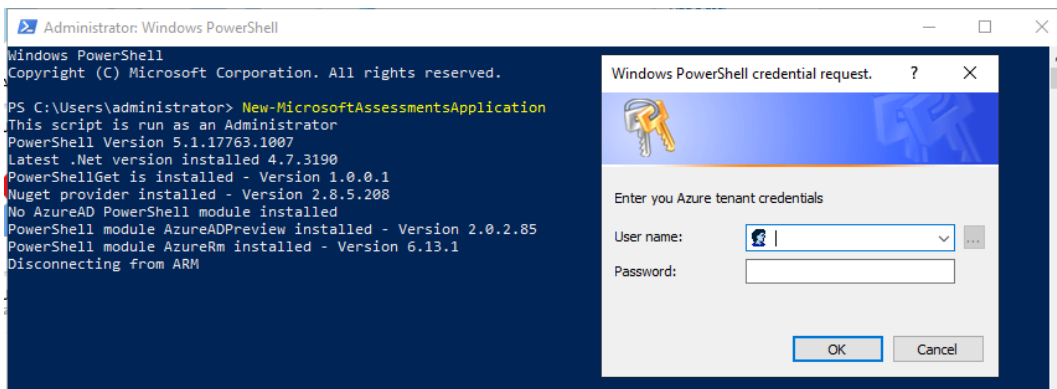 Administrator: Windows PowerShell
Windows PowerShell
Copyright (C) Microsoft Corporation. All rights reserved.
PS C:\Users\administrator> New-MicrosoftAssessmentsApplication
This script is run as an Administrator
PowerShell Version 5.1.17763.1007
Latest .Net version installed 4.7.3190
PowerShellGet is installed - Version 1.0.0.1
Nuget provider installed - Version 2.8.5.208
No AzureAD PowerShell module installed
PowerShell module AzureADPreview installed - Version 2.0.2.85
PowerShell module AzureRm installed - Version 6.13.1
Disconnecting from ARM
Windows PowerShell credential request. ?
Enter you Azure tenant credentials
User name:
...
Password:
OK Cancel